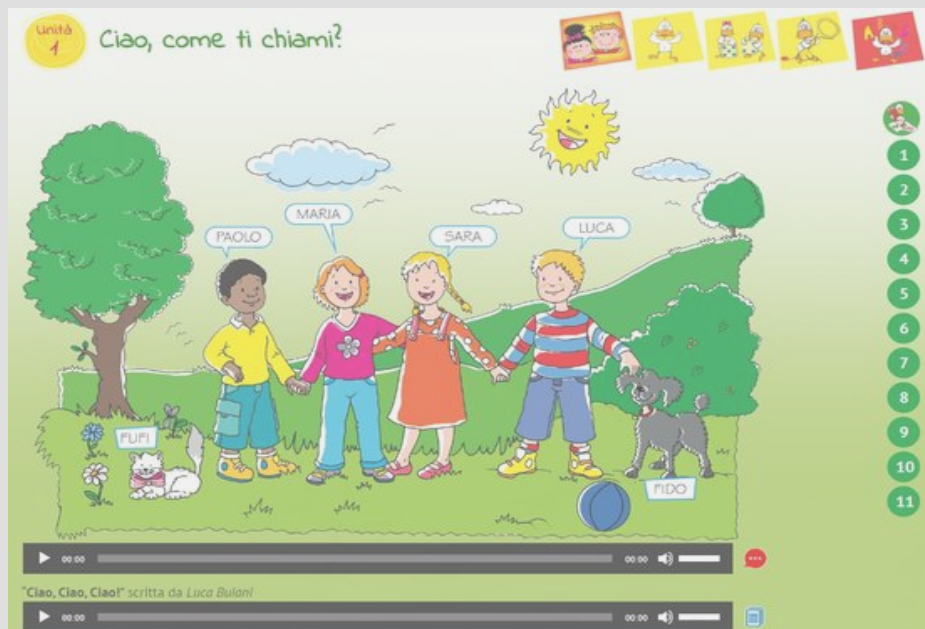 Unità
1
Ciao, come ti chiami?
MARIA
PAOLO
SARA
LUCA
FUFI
FIDO
1
2
3
4
5
6
7
8
9
10
11
00:00
00:00
"Ciao, Ciao, Ciao!" scritta da Luca Bulani
00:00
00:00